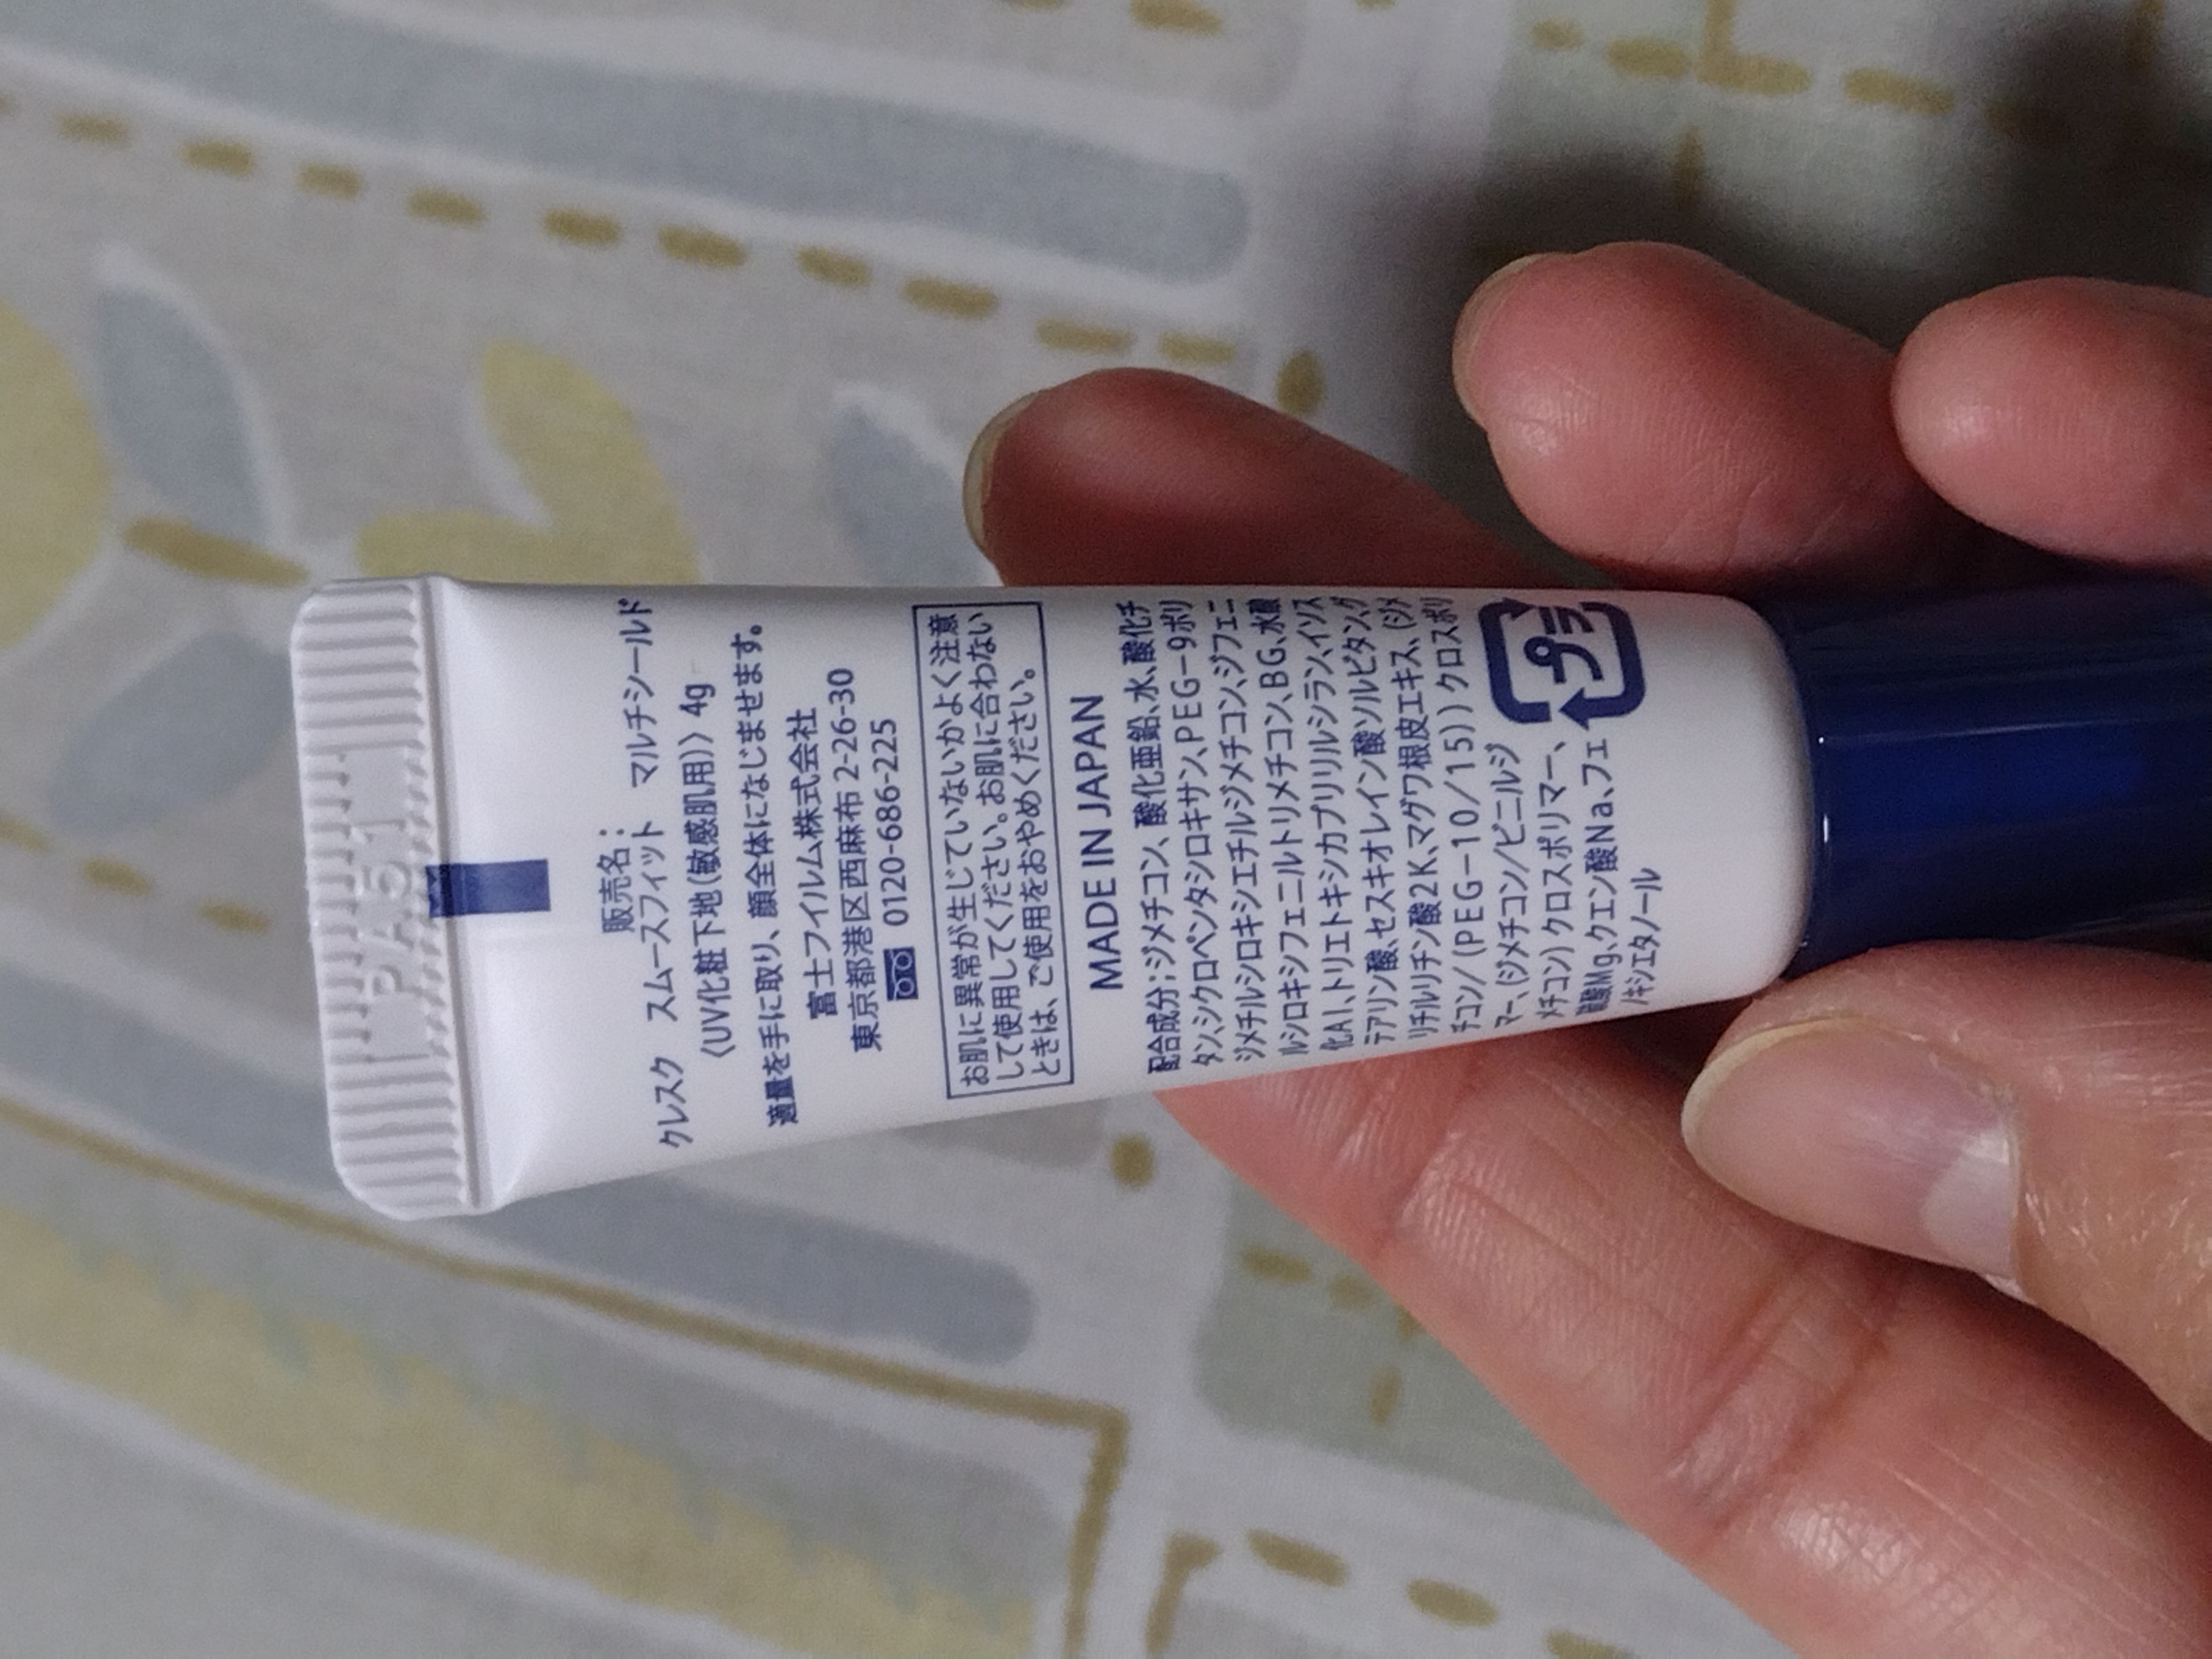 PA51
販売名：
クレスク　スムースフィット　マルチシールド
〈UV化粧下地(敏感肌用)〉 4g
適量を手に取り、顔全体になじませます。
富士フイルム株式会社
東京都港区西麻布 2-26-30
0120-686-225
お肌に異常が生じていないかよく注意
して使用してください。お肌に合わない
ときは、ご使用をおやめください。
MADE IN JAPAN
配合成分；ジメチコン、酸化亜鉛、水、酸化チ
タン、シクロペンタシロキサン、PEG−9ポリ
ジメチルシロキシエチルジメチコン、ジフェニ
ルシロキシフェニルトリメチコン、BG、水酸
化Al、トリエトキシカプリリルシラン、イソス
テアリン酸、セスキオレイン酸ソルビタン、グ
リチルリチン酸2K、マグワ根皮エキス、(ジメ
チコン/(PEG−10/15))クロスポリ
マー、(ジメチコン/ビニルジ
メチコン)クロスポリマー、
硫酸Mg、クエン酸Na、フェ
ノキシエタノール
プラ